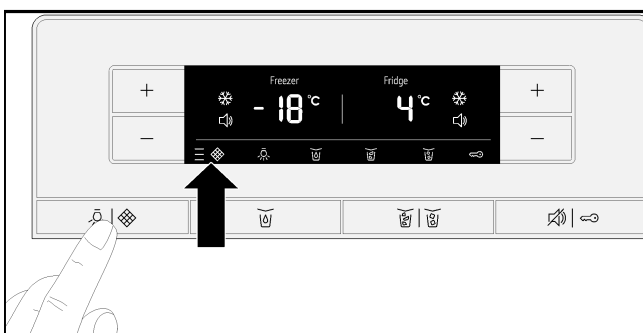 Freezer Fridge
+ - 18 °C 4 °C +
– –